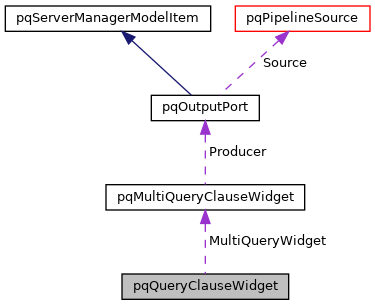 pqServerManagerModelItem
pqPipelineSource
Source
pqOutputPort
Producer
pqMultiQueryClauseWidget
MultiQueryWidget
pqQueryClauseWidget